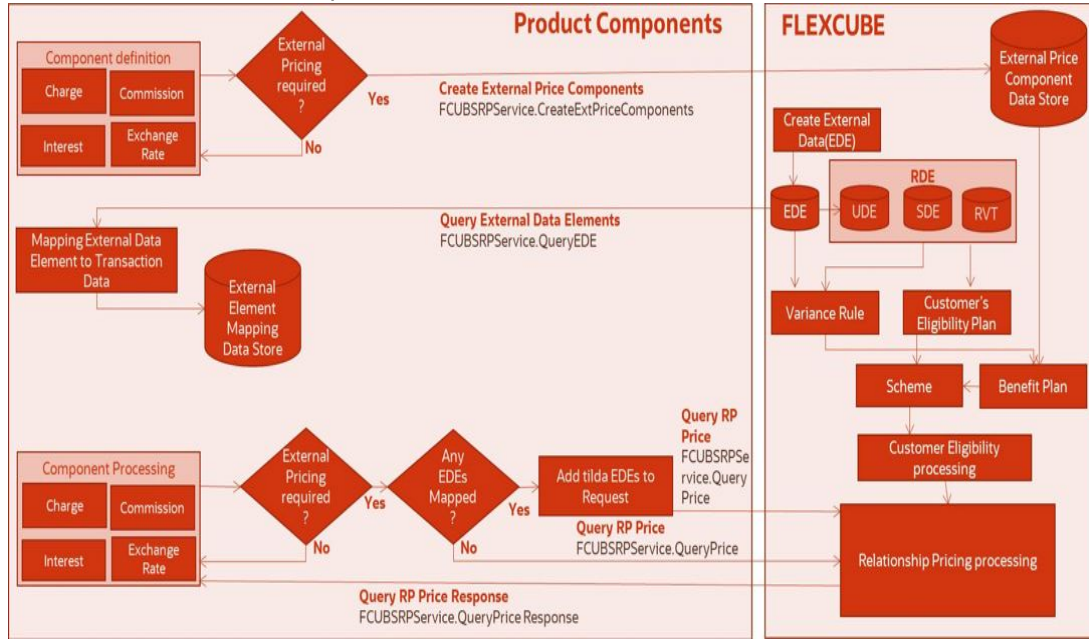 Product Components
FLEXCUBE
Component definition
Charge
Commission
Interest
Exchange
Rate
External
Pricing
required
?
Yes
No
Create External Price Components
FCUBSRPService.CreateExtPriceComponents
External Price
Component
Data Store
Create External
Data(EDE)
RDE
EDE
UDE
SDE
RVT
Query External Data Elements
FCUBSRPService.QueryEDE
Mapping External Data
Element to Transaction
Data
External
Element
Mapping
Data Store
Variance Rule
Customer's
Eligibility Plan
Scheme
Benefit Plan
Customer Eligibility
processing
Component Processing
Charge
Commission
Interest
Exchange
Rate
External
Pricing
required
?
Yes
No
Any
EDEs
Mapped
?
Yes
No
Add tilda EDEs to
Request
Query RP
Price
FCUBSRPSe
rvice.Query
Price
Query RP Price
FCUBSRPService.QueryPrice
Relationship Pricing processing
Query RP Price Response
FCUBSRPService.QueryPrice Response